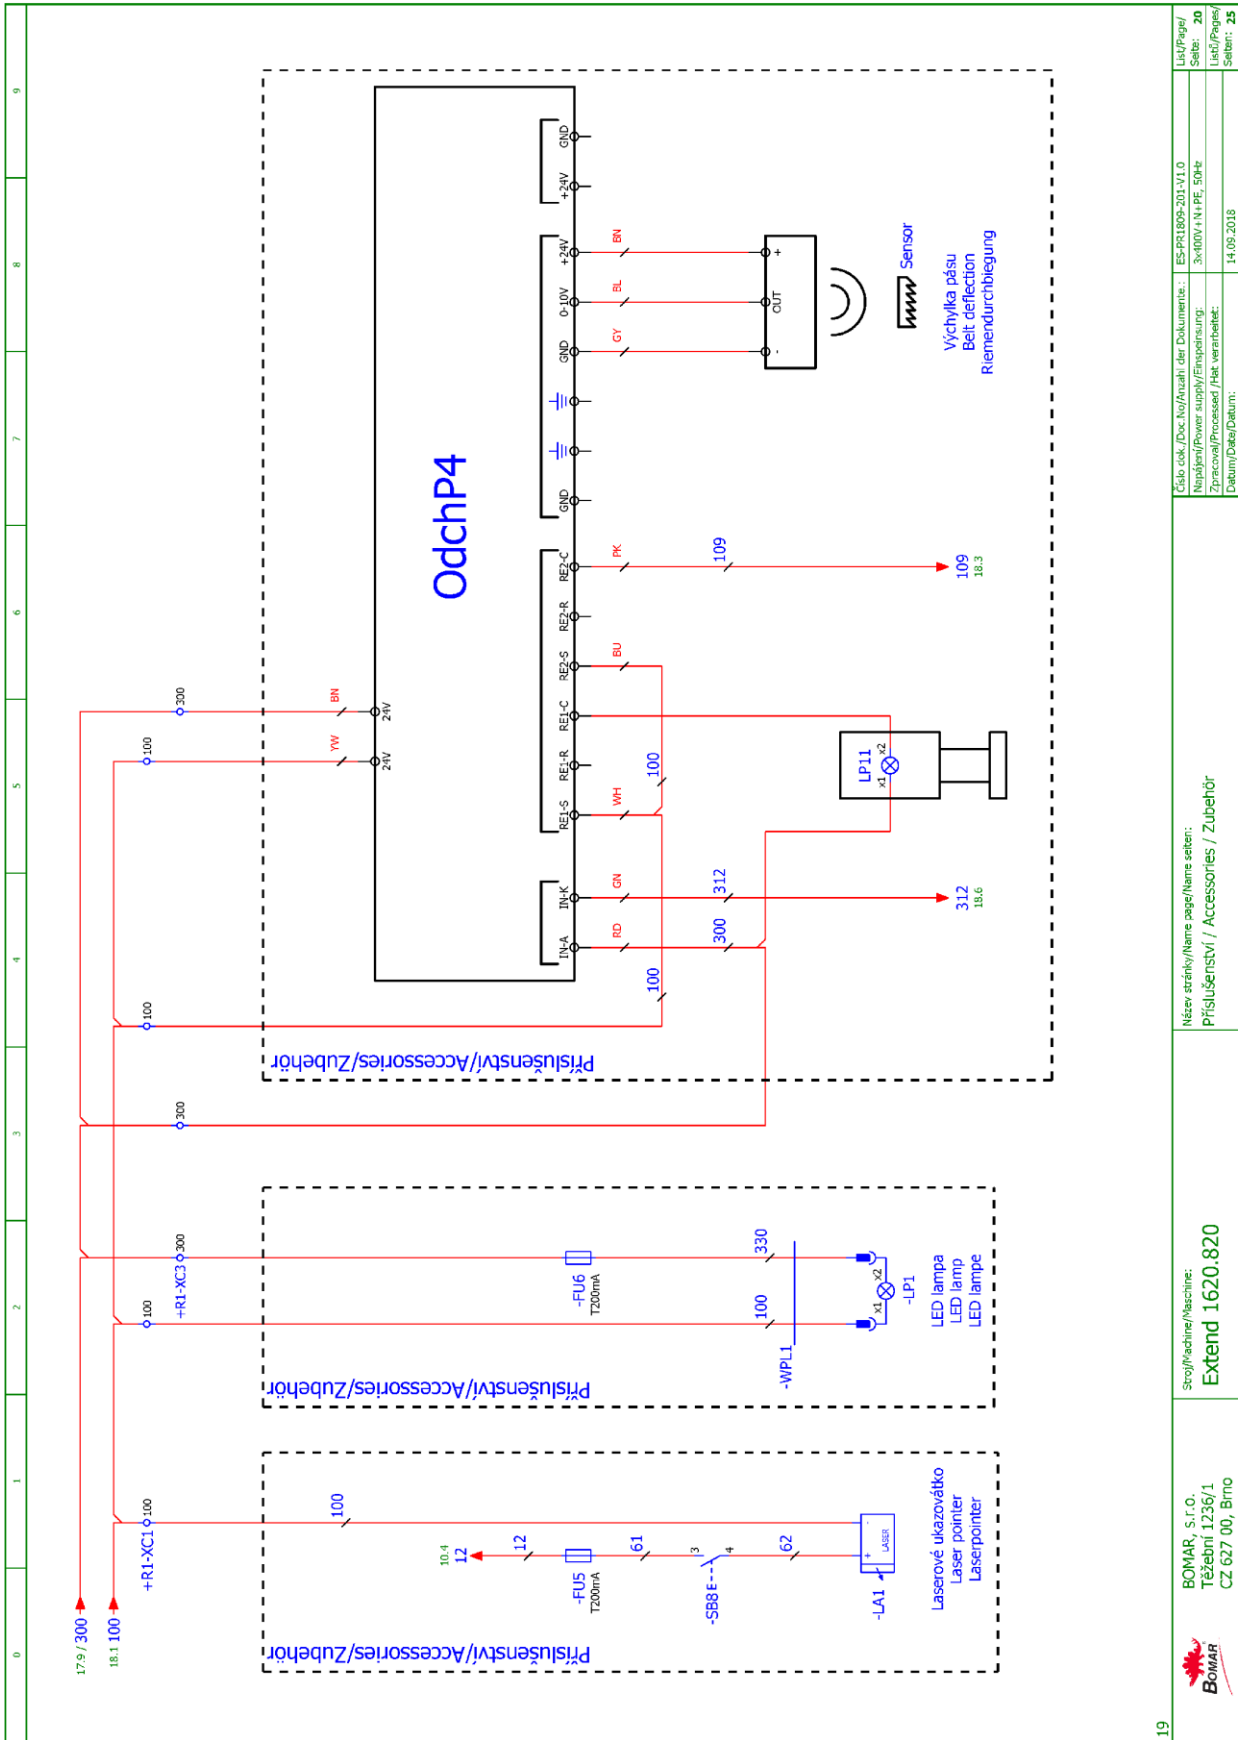 0 1 2 3 4 5 6 7 8 9
17.9 / 300
18.1 100
+R1-XC1 100
100
+R1-XC3 300
300
100
100
300
Příslušenství/Accessories/Zubehör
100
10.4
12
12
-FU5
T200mA
61
-SB8 E
3
4
62
-LA1
+ -
LASER
Laserové ukazovátko
Laser pointer
Laserpointer
Příslušenství/Accessories/Zubehör
-FU6
T200mA
100
330
-WPL1
x1 x2
-LP1
LED lampa
LED lamp
LED lampe
Příslušenství/Accessories/Zubehör
YW
BN
24V
24V
OdchP4
IN-A
IN-K
RE1-S
RE1-R
RE1-C
RE2-S
RE2-R
RE2-C
GND
GND
0-10V
+24V
+24V
GND
RD
GN
WH
BU
PK
GY
BL
BN
100
300
312
100
109
312
18.6
109
18.3
LP11
x1 x2
- OUT +
Sensor
Výchylka pásu
Belt deflection
Riemendurchbiegung
19
BOMAR
BOMAR, s.r.o.
Těžební 1236/1
CZ 627 00, Brno
Stroj/Machine/Maschine:
Extend 1620.820
Název stránky/Name page/Name seiten:
Příslušenství / Accessories / Zubehör
Číslo dok./Doc.No/Anzahl der Dokumente.: ES-PR1809-201-V1.0
Napájení/Power supply/Einspeisung: 3x400V+N+PE, 50Hz
Zpracoval/Processed /Hat verarbeitet:
Datum/Date/Datum: 14.09.2018
List/Page/
Seite: 20
Listů/Pages/
Seiten: 25